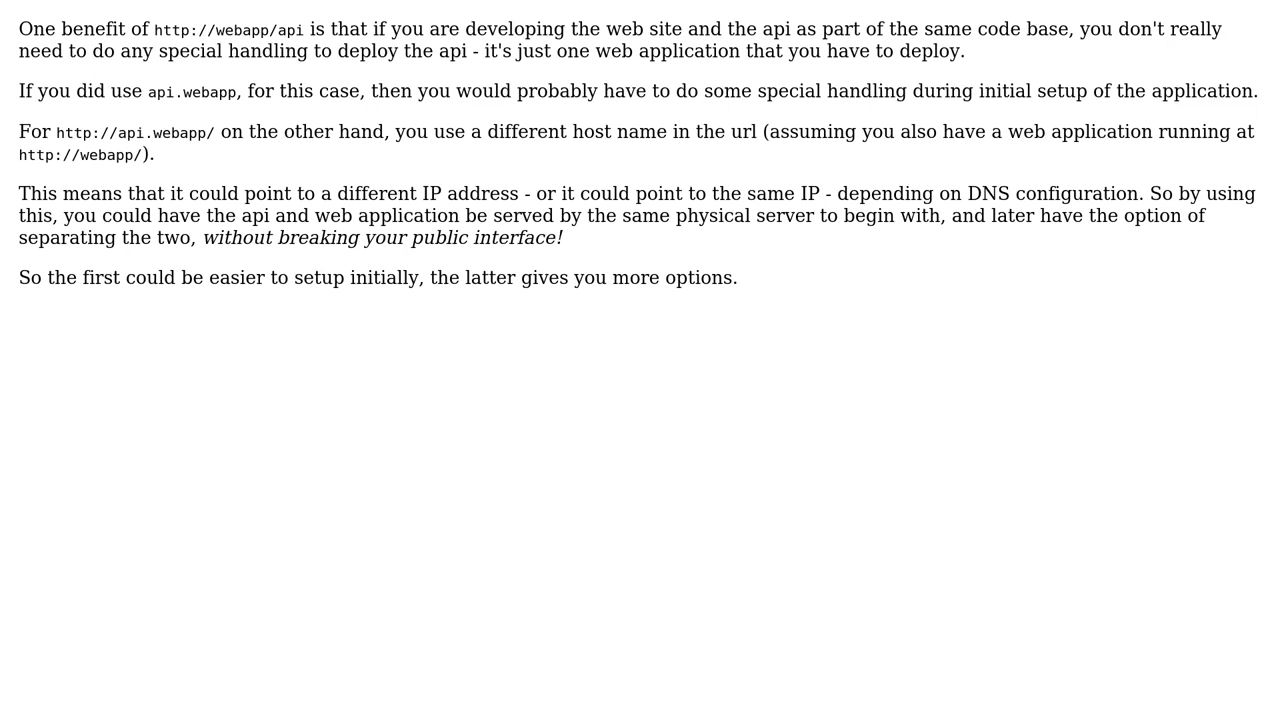 One benefit of http://webapp/api is that if you are developing the web site and the api as part of the same code base, you don't really
need to do any special handling to deploy the api - it's just one web application that you have to deploy.
If you did use api.webapp, for this case, then you would probably have to do some special handling during initial setup of the application.
For http://api.webapp/ on the other hand, you use a different host name in the url (assuming you also have a web application running at
http://webapp/).
This means that it could point to a different IP address - or it could point to the same IP - depending on DNS configuration. So by using
this, you could have the api and web application be served by the same physical server to begin with, and later have the option of
separating the two, without breaking your public interface!
So the first could be easier to setup initially, the latter gives you more options.